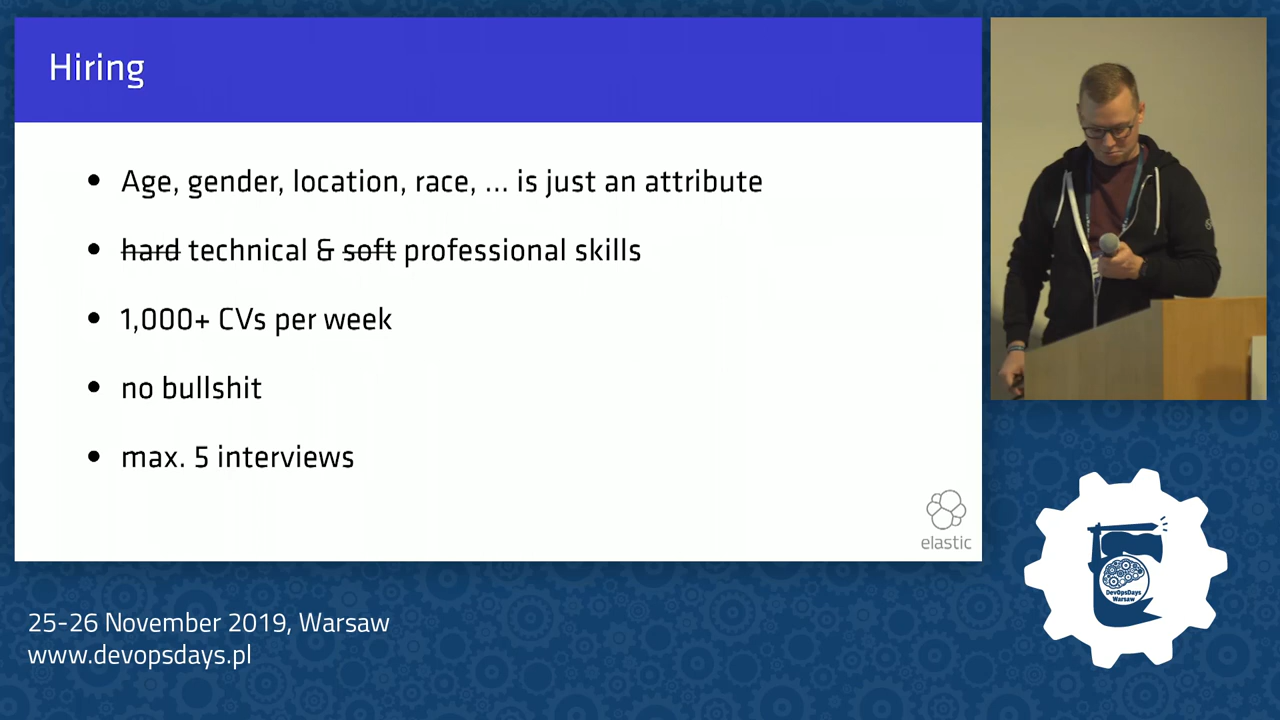 Hiring
• Age, gender, location, race, ... is just an attribute
• hard technical & soft professional skills
• 1,000+ CVs per week
• no bullshit
• max. 5 interviews
elastic
DevOpsDays
Warsaw
25-26 November 2019, Warsaw
www.devopsdays.pl